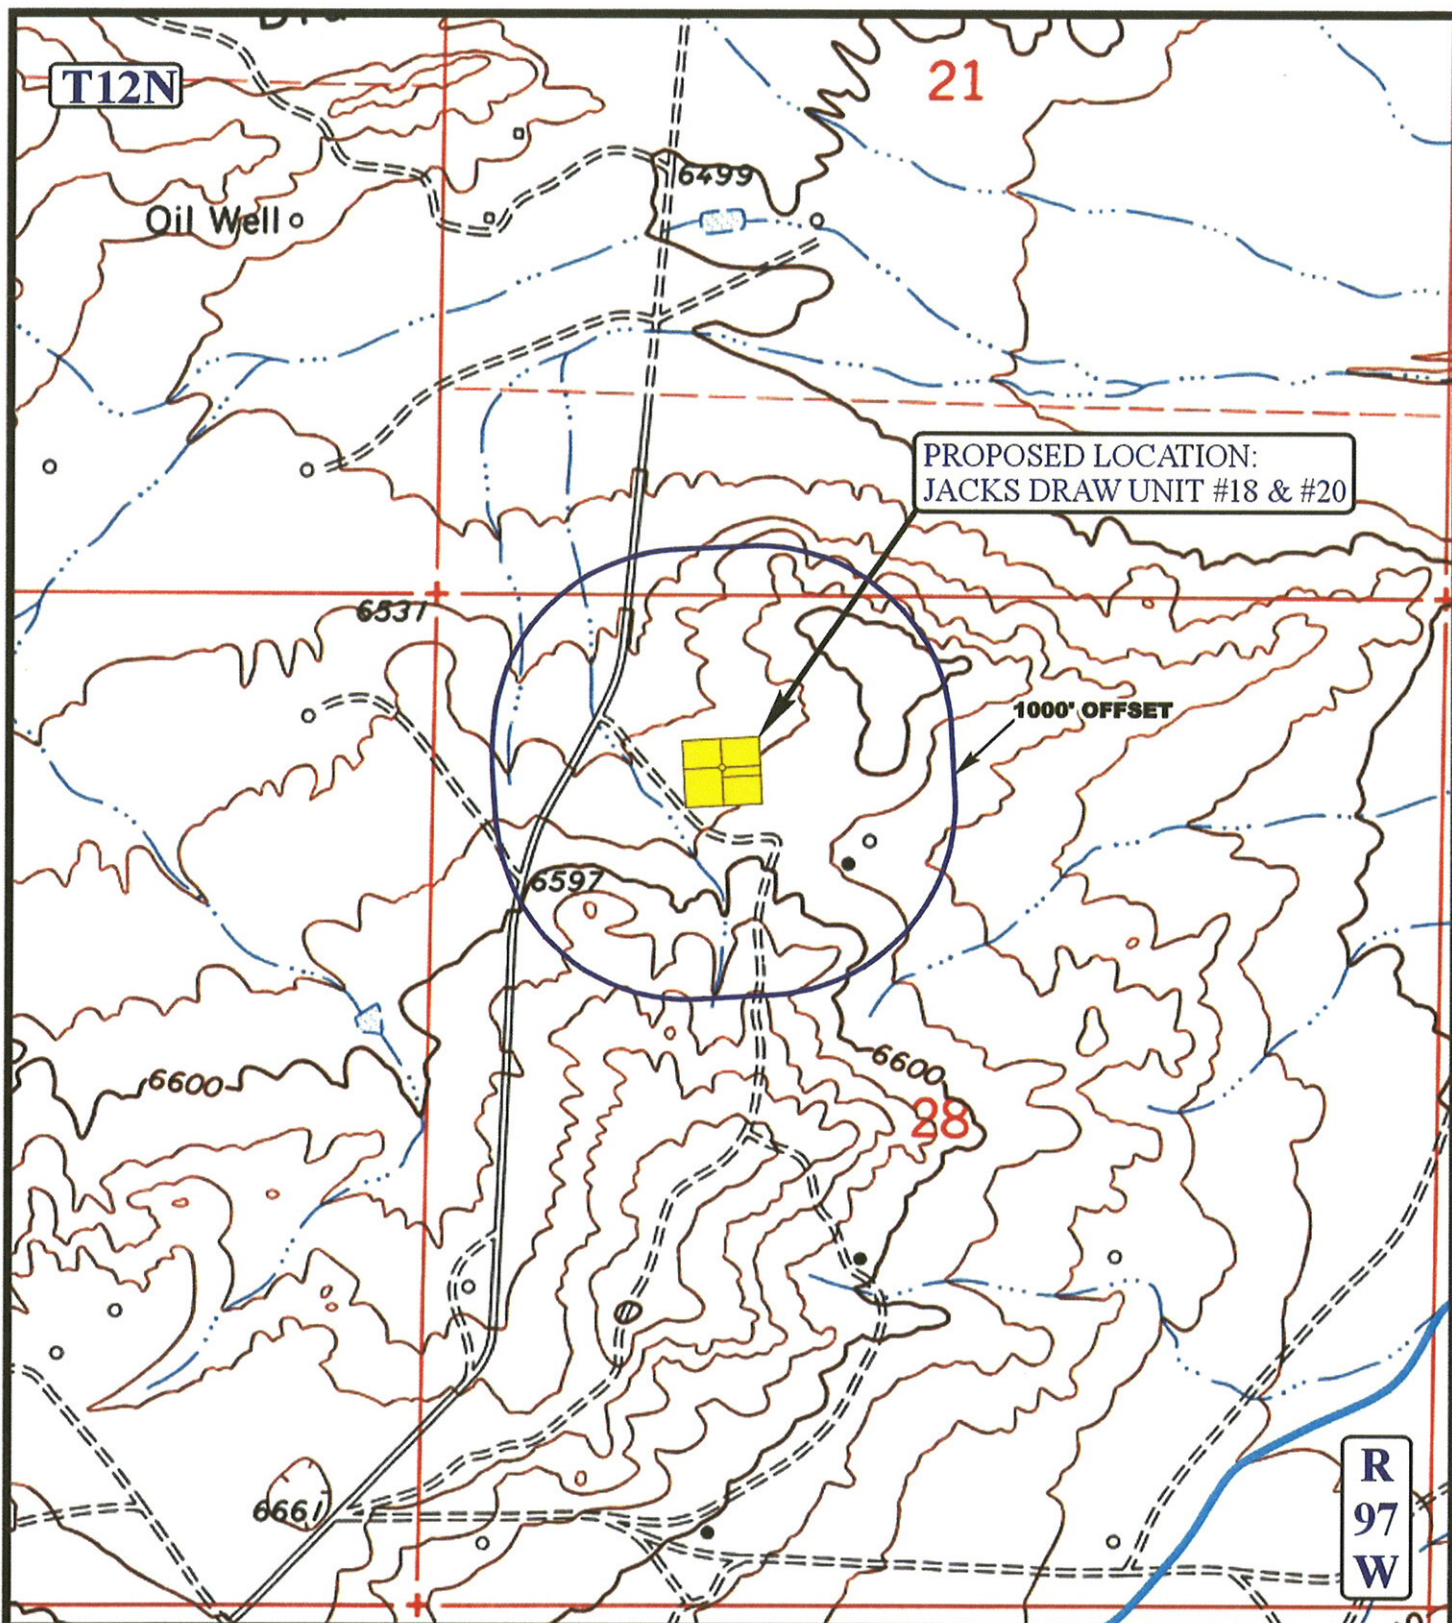 T12N
21
6499
Oil Well
PROPOSED LOCATION:
JACKS DRAW UNIT #18 & #20
6531
1000' OFFSET
6597
6600
6600
28
6661
R
97
W